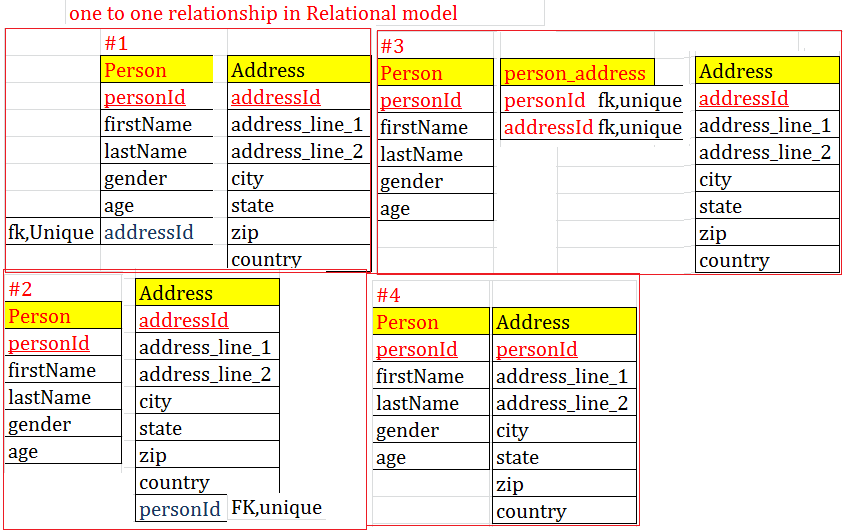 one to one relationship in Relational model
#1
Person
personId
firstName
lastName
gender
age
fk,Unique addressId
Address
addressId
address_line_1
address_line_2
city
state
zip
country
#3
Person
personId
firstName
lastName
gender
age
person_address
personId fk,unique
addressId fk,unique
Address
addressId
address_line_1
address_line_2
city
state
zip
country
#2
Person
personId
firstName
lastName
gender
age
Address
addressId
address_line_1
address_line_2
city
state
zip
country
personId FK,unique
#4
Person
personId
firstName
lastName
gender
age
Address
personId
address_line_1
address_line_2
city
state
zip
country